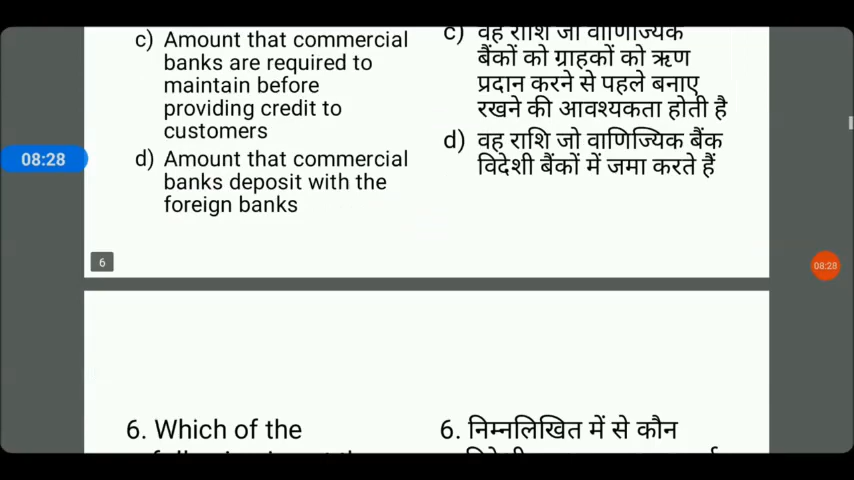 c) Amount that commercial
banks are required to
maintain before
providing credit to
customers
d) Amount that commercial
banks deposit with the
foreign banks
c) वह राशि जो वाणिज्यिक
बैंकों को ग्राहकों को ऋण
प्रदान करने से पहले बनाए
रखने की आवश्यकता होती है
d) वह राशि जो वाणिज्यिक बैंक
विदेशी बैंकों में जमा करते हैं
08:28
08:28
6
6. Which of the
6. निम्नलिखित में से कौन